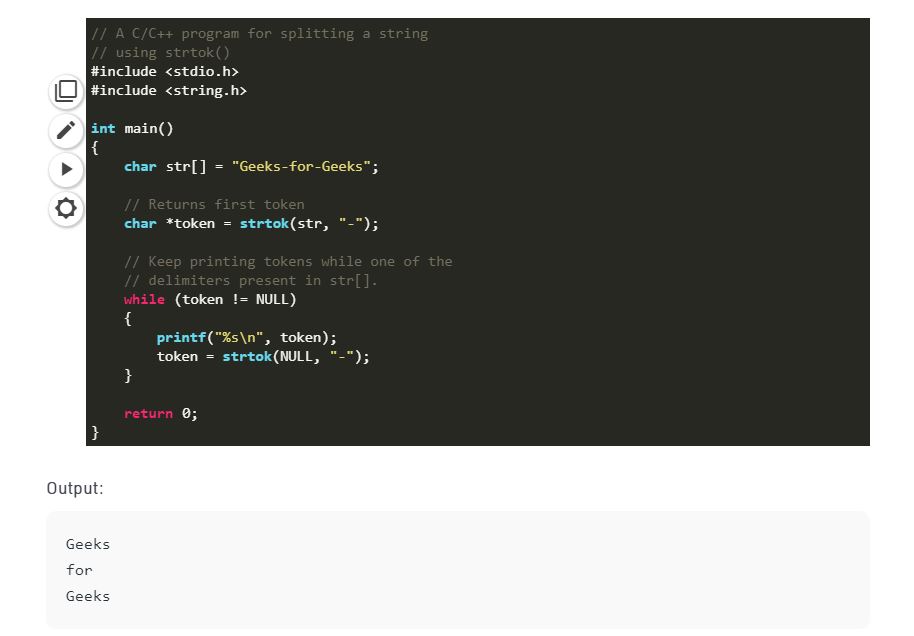 // A C/C++ program for splitting a string
// using strtok()
#include <stdio.h>
#include <string.h>

int main()
{
    char str[] = "Geeks-for-Geeks";

    // Returns first token
    char *token = strtok(str, "-");

    // Keep printing tokens while one of the
    // delimiters present in str[].
    while (token != NULL)
    {
        printf("%s\n", token);
        token = strtok(NULL, "-");
    }

    return 0;
}
Output:
Geeks
for
Geeks